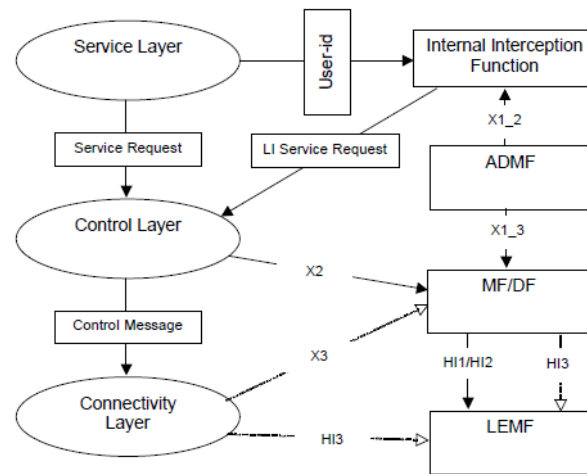 Service Layer
User-id
Internal Interception
Function
X1_2
Service Request
LI Service Request
ADMF
Control Layer
X1_3
X2
MF/DF
Control Message
X3
HI1/HI2
HI3
Connectivity
Layer
HI3
LEMF